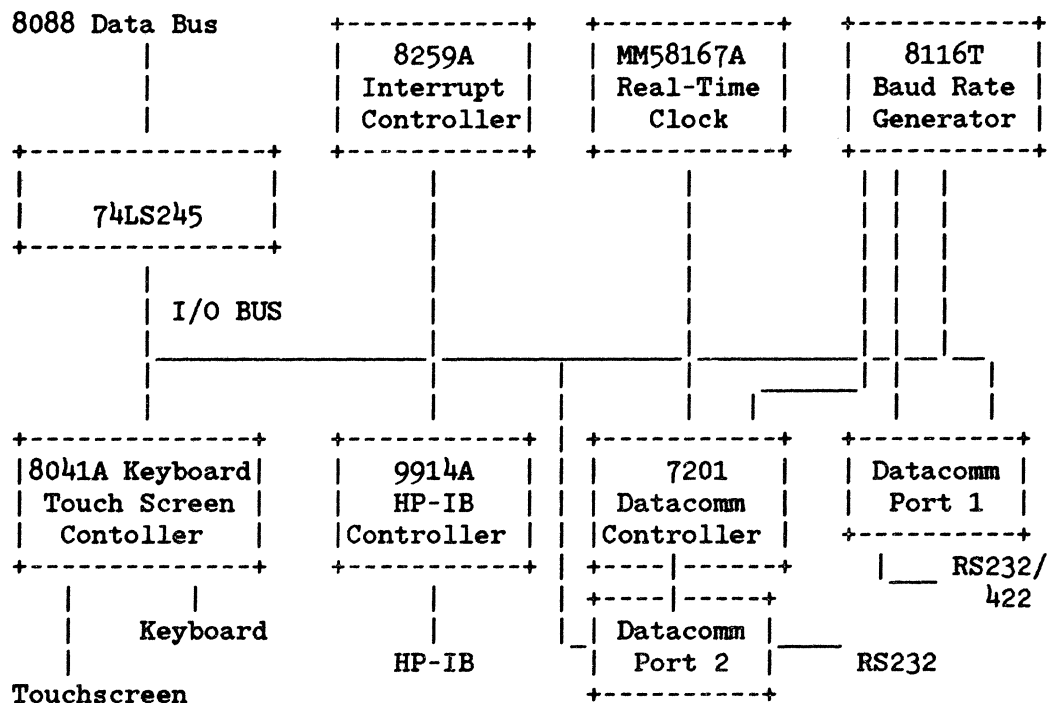 8088 Data Bus
8259A
Interrupt
Controller
MM58167A
Real-Time
Clock
8116T
Baud Rate
Generator
74LS245
I/O BUS
8041A Keyboard
Touch Screen
Contoller
9914A
HP-IB
Controller
7201
Datacomm
Controller
Datacomm
Port 1
RS232/
422
Keyboard
HP-IB
Datacomm
Port 2
RS232
Touchscreen